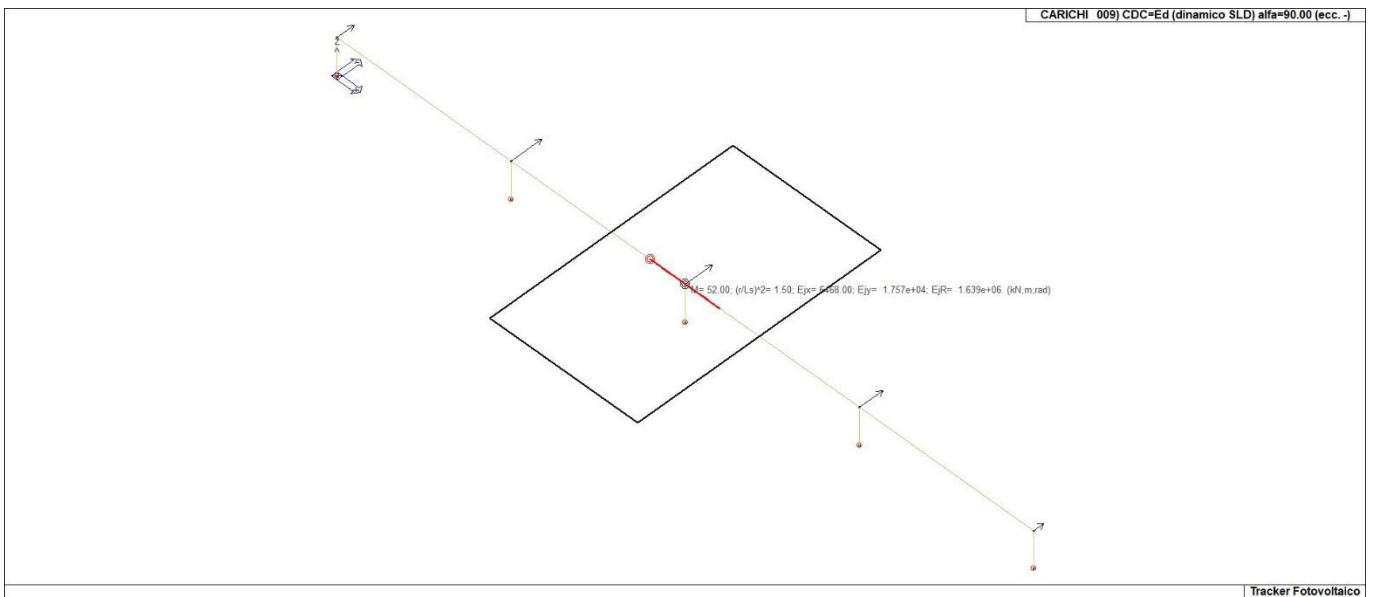 CARICHI 009) CDC=Ed (dinamico SLD) alfa=90.00 (ecc. -)
Z
M= 52.00; (r/Ls)^2= 1.50; Ejx= 6468.00; Ejy= 1.757e+04; EjR= 1.639e+06 (kN,m,rad)
Tracker Fotovoltaico